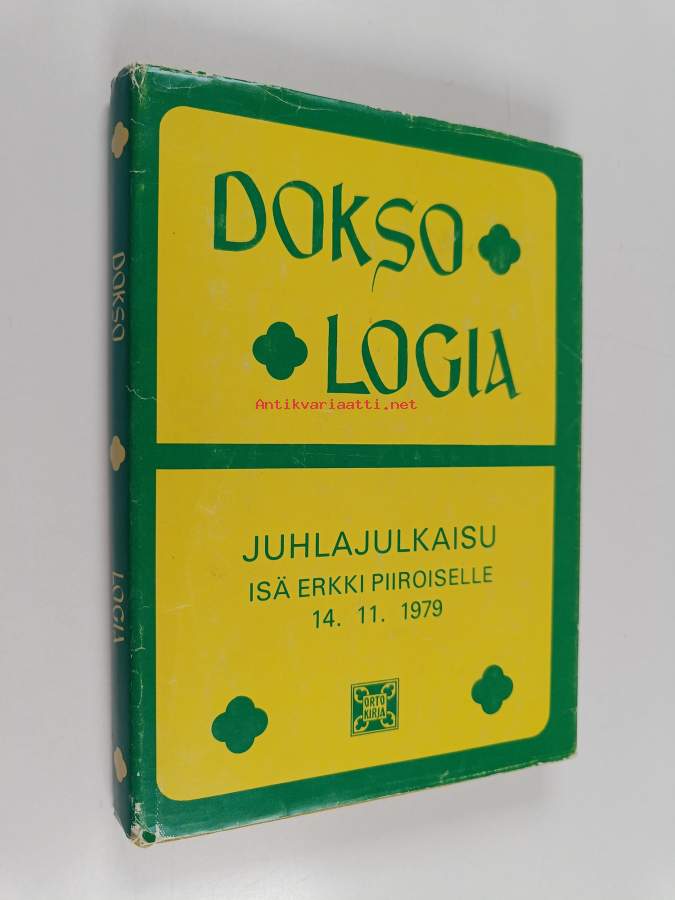 DOKSO
LOGIA
Antikvariaatti.net
JUHLAJULKAISU
ISÄ ERKKI PIIROISELLE
14. 11. 1979
ORTO
KIRJA
DOKSO
LOGIA